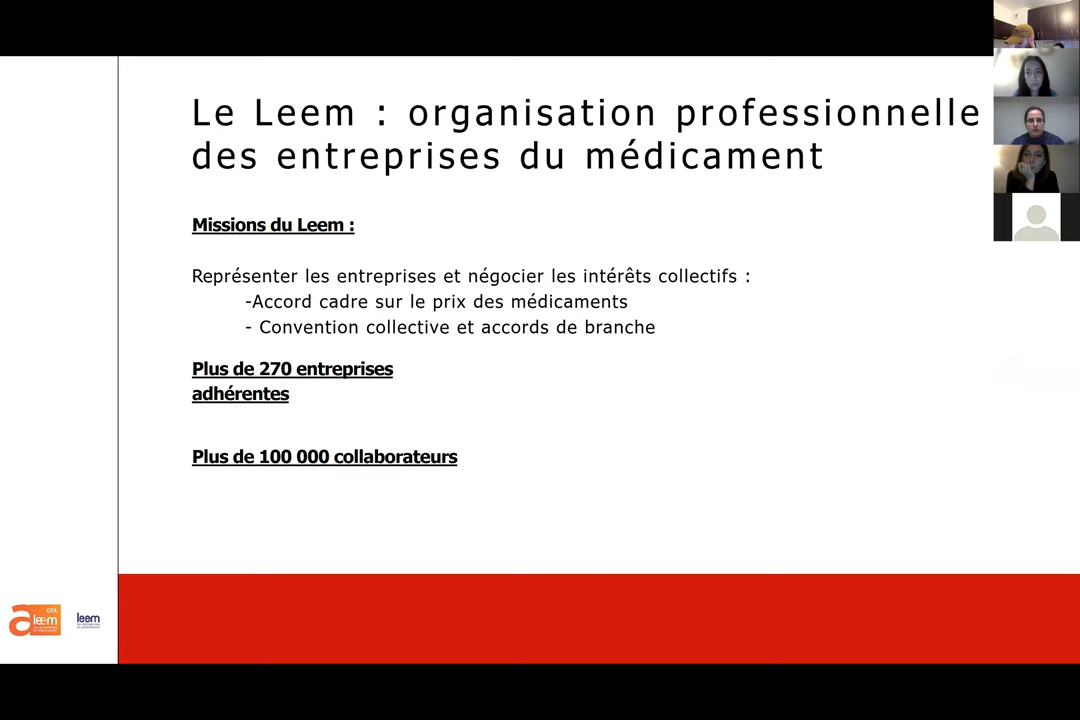 Le Leem : organisation professionnelle
des entreprises du médicament
Missions du Leem :
Représenter les entreprises et négocier les intérêts collectifs :
-Accord cadre sur le prix des médicaments
- Convention collective et accords de branche
Plus de 270 entreprises
adhérentes
Plus de 100 000 collaborateurs
CFA
leem
leem